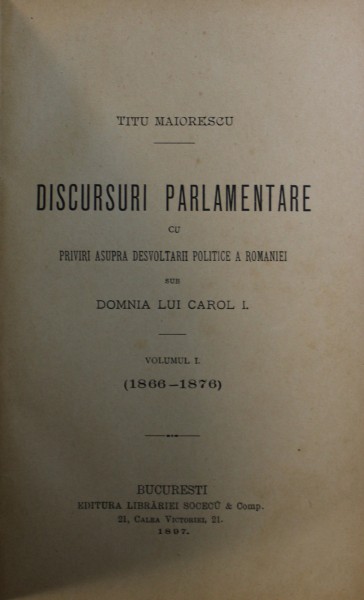 TITU MAIORESCU
DISCURSURI PARLAMENTARE
CU
PRIVIRI ASUPRA DESVOLTARII POLITICE A ROMANIEI
SUB
DOMNIA LUI CAROL I.
VOLUMUL I.
(1866–1876)
BUCURESTI
EDITURA LIBRĂRIEI SOCECŬ & Comp.
21, Calea Victoriei, 21.
1897.